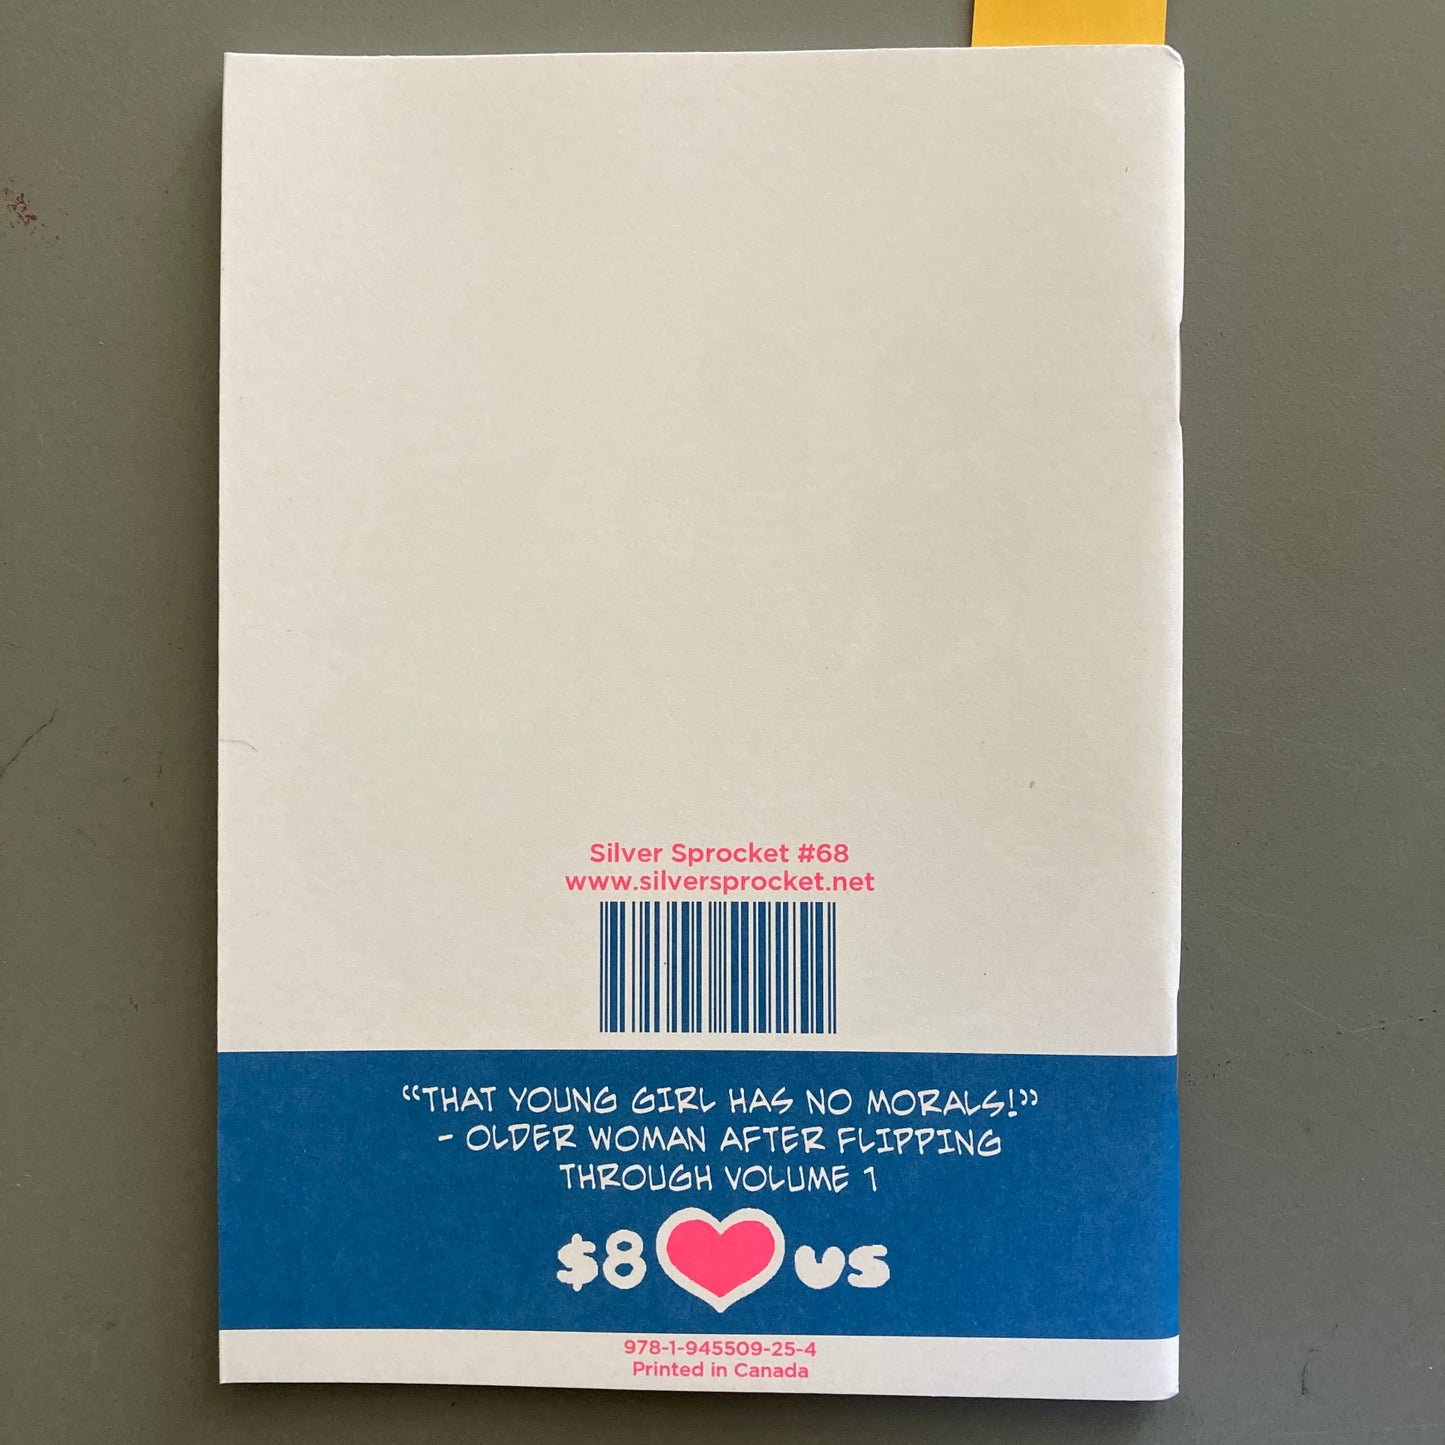 Silver Sprocket #68
www.silversprocket.net
“THAT YOUNG GIRL HAS NO MORALS!”
- OLDER WOMAN AFTER FLIPPING
THROUGH VOLUME 1
$8 US
978-1-945509-25-4
Printed in Canada